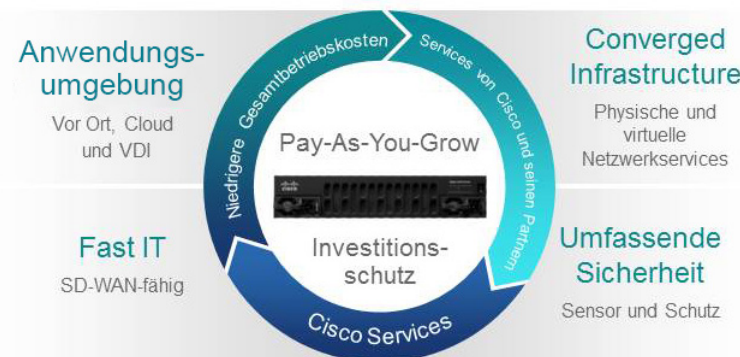 Anwendungs-
umgebung
Vor Ort, Cloud
und VDI
Niedrigere Gesamtbetriebskosten
Services von Cisco und seinen Partnern
Converged
Infrastructure
Physische und
virtuelle
Netzwerkservices
Pay-As-You-Grow
CISCO
Investitions-
schutz
Fast IT
SD-WAN-fähig
Umfassende
Sicherheit
Sensor und Schutz
Cisco Services